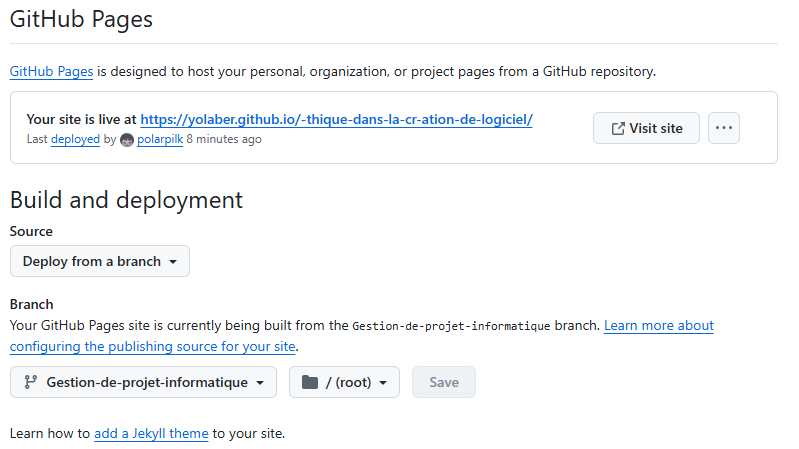 GitHub Pages
GitHub Pages is designed to host your personal, organization, or project pages from a GitHub repository.
Your site is live at https://yolaber.github.io/-thique-dans-la-cr-ation-de-logiciel/
Last deployed by polarpilk 8 minutes ago
Visit site
Build and deployment
Source
Deploy from a branch
Branch
Your GitHub Pages site is currently being built from the Gestion-de-projet-informatique branch. Learn more about
configuring the publishing source for your site.
Gestion-de-projet-informatique
/ (root)
Save
Learn how to add a Jekyll theme to your site.